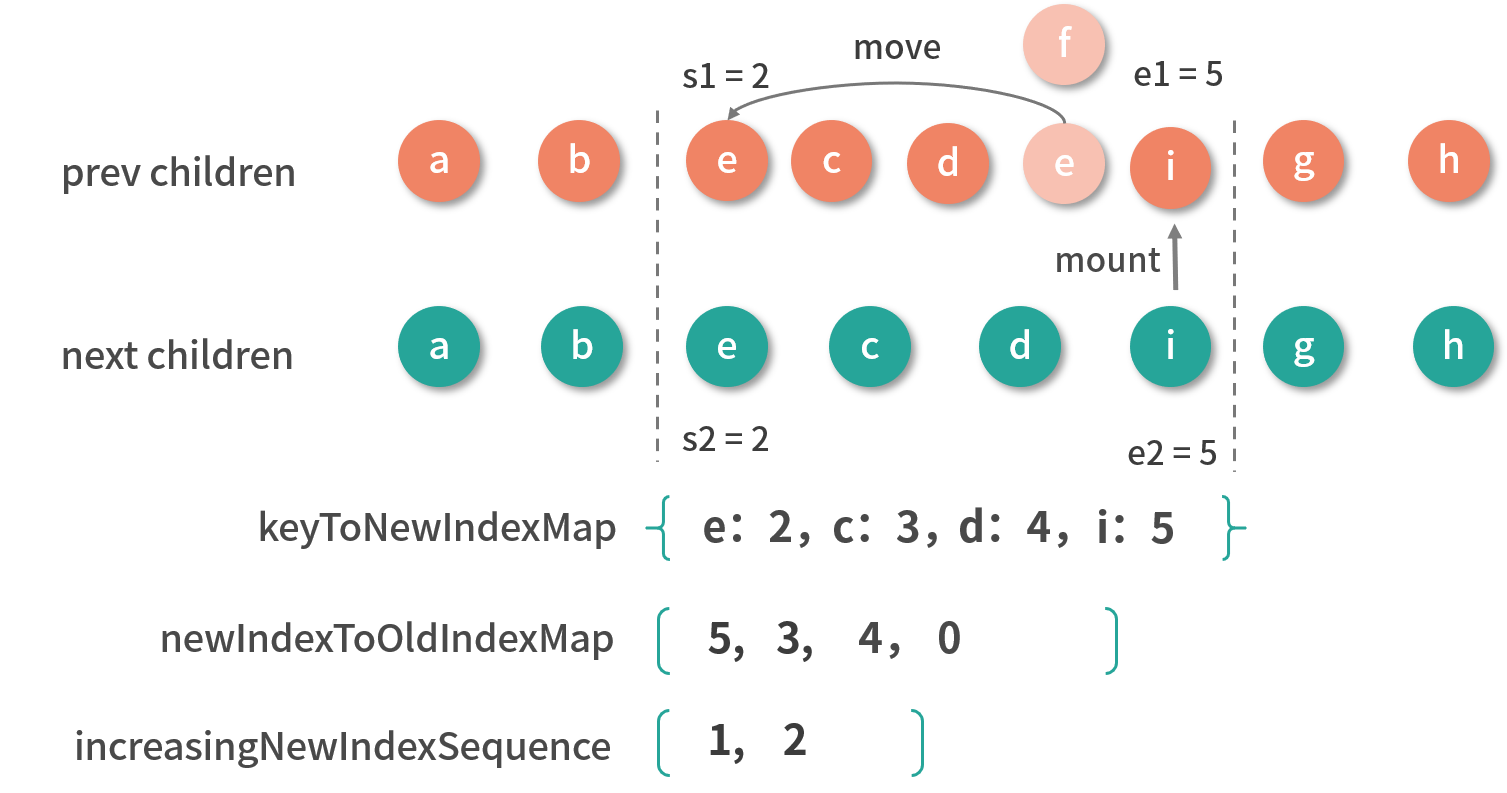 move
f
s1 = 2
e1 = 5
prev children
a b e c d e i g h
mount
next children
a b e c d i g h
s2 = 2
e2 = 5
keyToNewIndexMap { e: 2, c: 3, d: 4, i: 5 }
newIndexToOldIndexMap [ 5, 3, 4, 0 ]
increasingNewIndexSequence [ 1, 2 ]